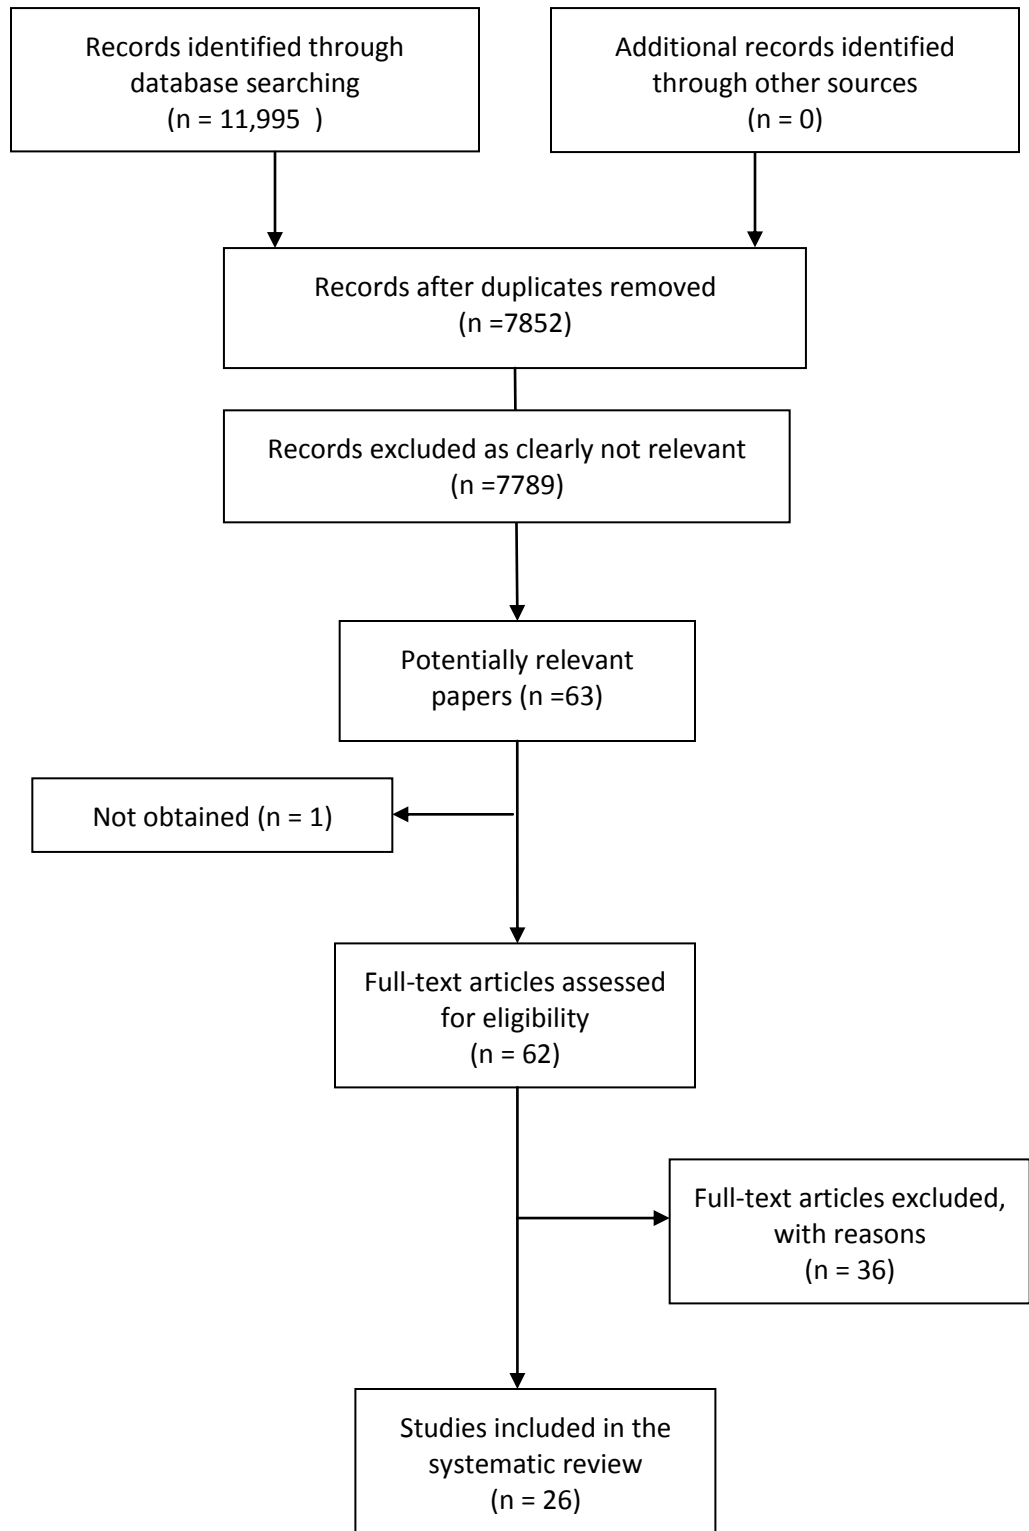 Records identified through
database searching
(n = 11,995  )
Additional records identified
through other sources
(n = 0)
Records after duplicates removed
(n =7852)
Records excluded as clearly not relevant
(n =7789)
Potentially relevant
papers (n =63)
Not obtained (n = 1)
Full-text articles assessed
for eligibility
(n = 62)
Full-text articles excluded,
with reasons
(n = 36)
Studies included in the
systematic review
(n = 26)